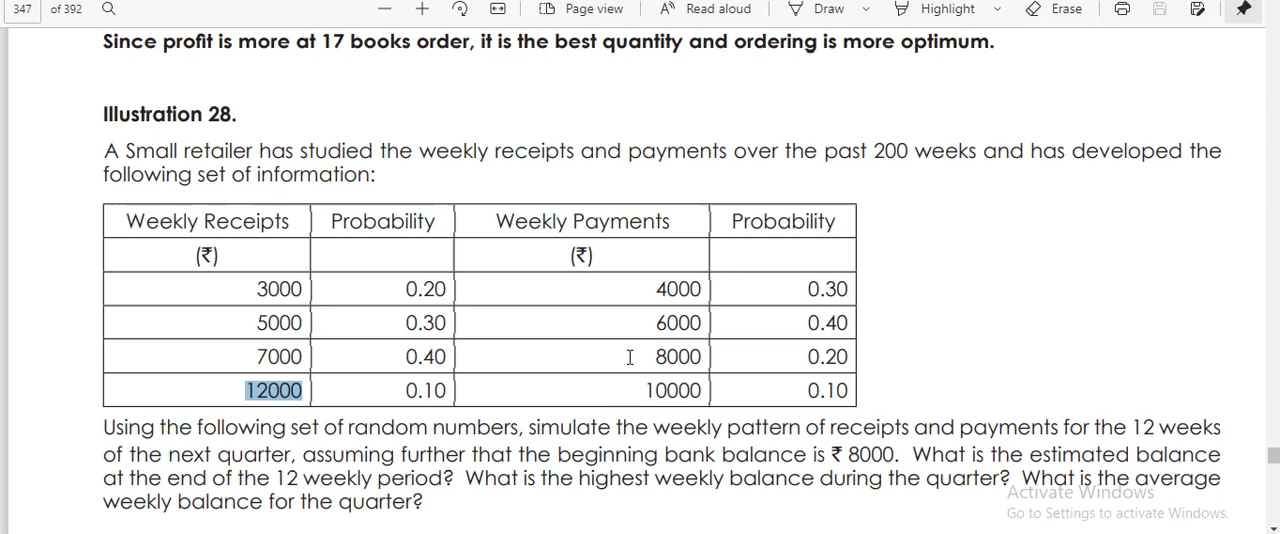 347 of 392 Page view Read aloud Draw Highlight Erase
Since profit is more at 17 books order, it is the best quantity and ordering is more optimum.
Illustration 28.
A Small retailer has studied the weekly receipts and payments over the past 200 weeks and has developed the
following set of information:
Weekly Receipts Probability Weekly Payments Probability
(₹) (₹)
3000 0.20 4000 0.30
5000 0.30 6000 0.40
7000 0.40 8000 0.20
12000 0.10 10000 0.10
Using the following set of random numbers, simulate the weekly pattern of receipts and payments for the 12 weeks
of the next quarter, assuming further that the beginning bank balance is ₹ 8000. What is the estimated balance
at the end of the 12 weekly period? What is the highest weekly balance during the quarter? What is the average
weekly balance for the quarter?
Activate Windows
Go to Settings to activate Windows.